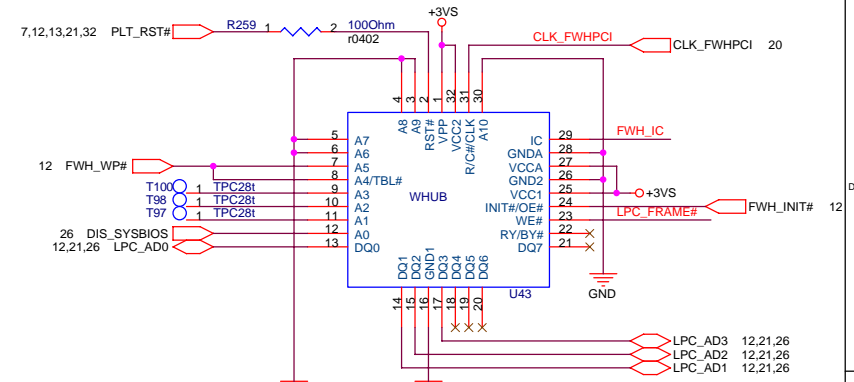 +3VS
7,12,13,21,32 PLT_RST# R259 1 2 100Ohm
r0402
CLK_FWHPCI CLK_FWHPCI 20
4 3 2 1 32 31 30
A8 A9 RST# VPP VCC2 R/C#/CLK A10
5 A7 IC 29 FWH_IC
6 A6 GNDA 28
12 FWH_WP# 7 A5 VCCA 27
8 A4/TBL# GND2 26
T100 1 TPC28t 9 A3 VCC1 25 +3VS
T98 1 TPC28t 10 A2 INIT#/OE# 24 FWH_INIT# 12
T97 1 TPC28t 11 A1 WE# 23 LPC_FRAME#
WHUB
26 DIS_SYSBIOS 12 A0 RY/BY# 22
12,21,26 LPC_AD0 13 DQ0 DQ7 21
DQ1 DQ2 GND1 DQ3 DQ4 DQ5 DQ6
14 15 16 17 18 19 20
U43
GND
LPC_AD3 12,21,26
LPC_AD2 12,21,26
LPC_AD1 12,21,26
D